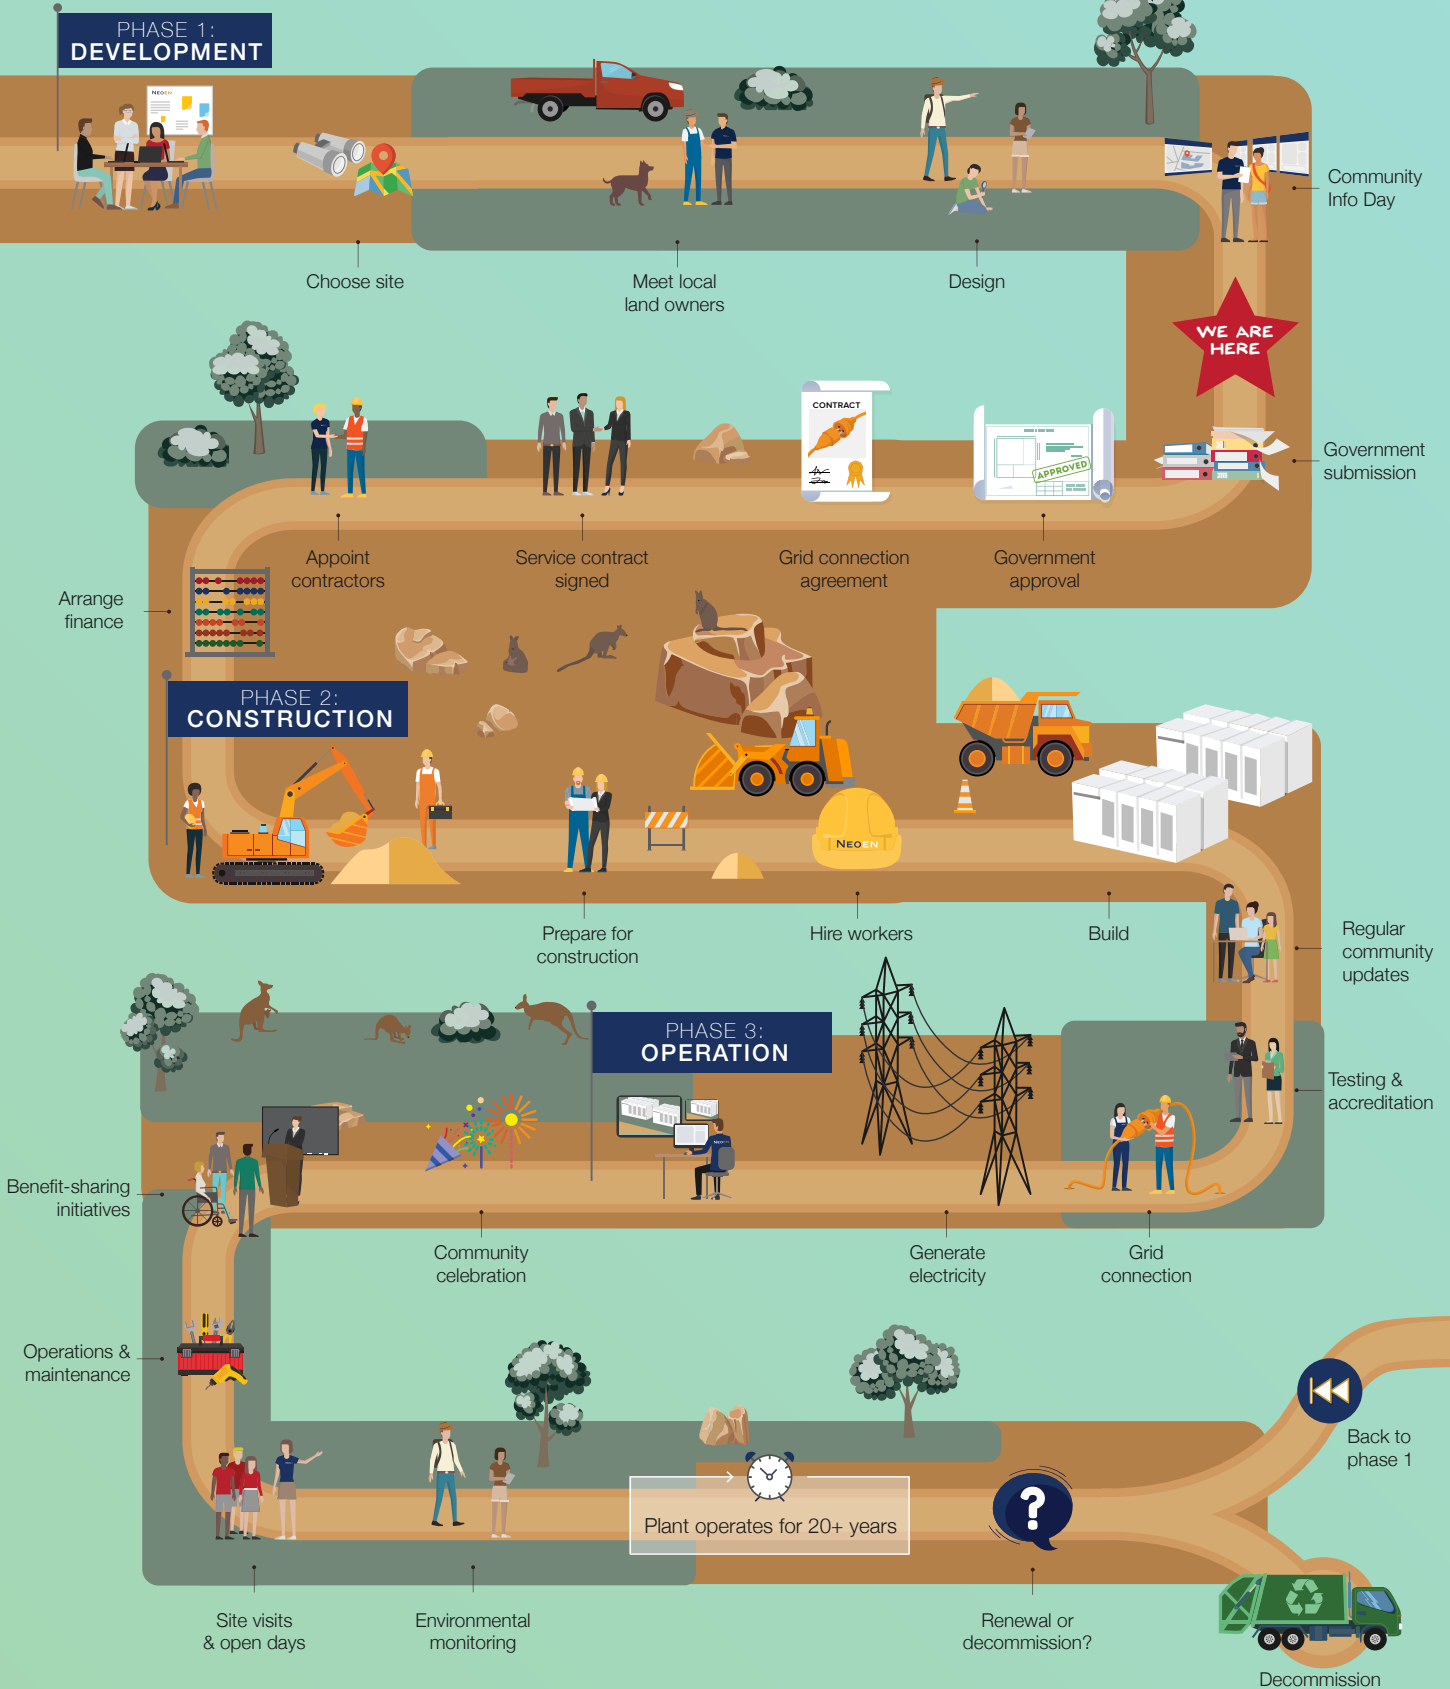 PHASE 1:
DEVELOPMENT
NEOEN
Community
Info Day
Choose site
Meet local
land owners
Design
WE ARE
HERE
CONTRACT
APPROVED
Government
submission
Appoint
contractors
Service contract
signed
Grid connection
agreement
Government
approval
Arrange
finance
PHASE 2:
CONSTRUCTION
NEOEN
Prepare for
construction
Hire workers
Build
Regular
community
updates
PHASE 3:
OPERATION
Testing &
accreditation
Benefit-sharing
initiatives
Community
celebration
Generate
electricity
Grid
connection
Operations &
maintenance
Back to
phase 1
Plant operates for 20+ years
?
Site visits
& open days
Environmental
monitoring
Renewal or
decommission?
Decommission